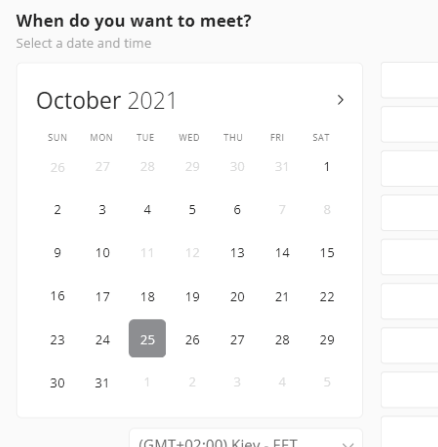 When do you want to meet?
Select a date and time
October 2021
SUN MON TUE WED THU FRI SAT
26 27 28 29 30 31 1
2 3 4 5 6 7 8
9 10 11 12 13 14 15
16 17 18 19 20 21 22
23 24 25 26 27 28 29
30 31 1 2 3 4 5
(GMT+02:00) Kiev - EET